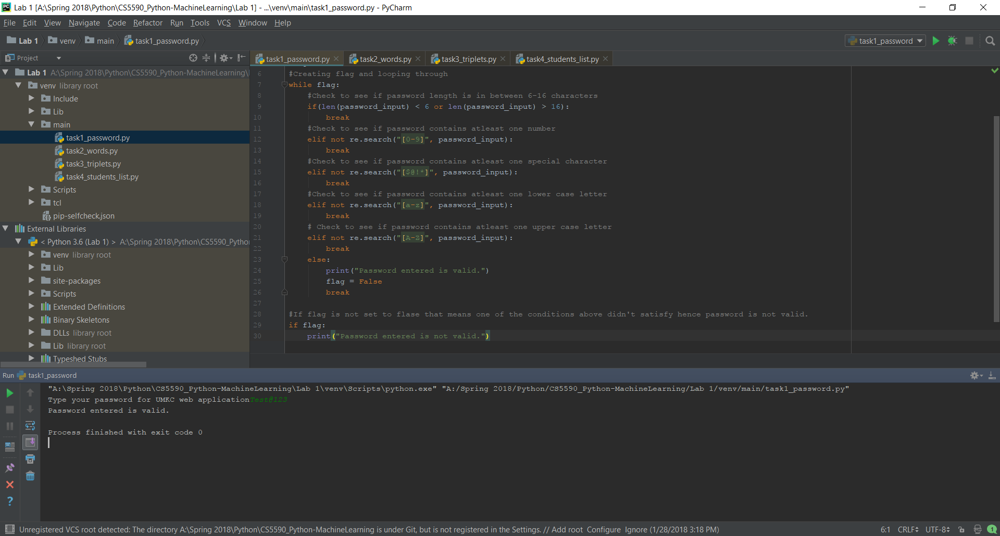 Lab 1 [A:\Spring 2018\Python\CS5590_Python-MachineLearning\Lab 1] - ...\venv\main\task1_password.py - PyCharm
File Edit View Navigate Code Refactor Run Tools VCS Window Help
Lab 1 venv main task1_password.py task1_password
Project
task1_password.py task2_words.py task3_triplets.py task4_students_list.py
Lab 1 A:\Spring 2018\Python\CS5590_Python-MachineLearning\
venv library root
Include
Lib
main
task1_password.py
task2_words.py
task3_triplets.py
task4_students_list.py
Scripts
tcl
pip-selfcheck.json
External Libraries
< Python 3.6 (Lab 1) > A:\Spring 2018\Python\CS5590_Pytho
venv library root
Lib
site-packages
Scripts
Extended Definitions
Binary Skeletons
DLLs library root
Lib library root
Typeshed Stubs
6 #Creating flag and looping through
7 while flag:
8 #Check to see if password length is in between 6-16 characters
9 if(len(password_input) < 6 or len(password_input) > 16):
10 break
11 #Check to see if password contains atleast one number
12 elif not re.search("[0-9]", password_input):
13 break
14 #Check to see if password contains atleast one special character
15 elif not re.search("[$@!*]", password_input):
16 break
17 #Check to see if password contains atleast one lower case letter
18 elif not re.search("[a-z]", password_input):
19 break
20 # Check to see if password contains atleast one upper case letter
21 elif not re.search("[A-Z]", password_input):
22 break
23 else:
24 print("Password entered is valid.")
25 flag = False
26 break
27
28 #If flag is not set to flase that means one of the conditions above didn't satisfy hence password is not valid.
29 if flag:
30 print("Password entered is not valid.")
Run task1_password
"A:\Spring 2018\Python\CS5590_Python-MachineLearning\Lab 1\venv\Scripts\python.exe" "A:/Spring 2018/Python/CS5590_Python-MachineLearning/Lab 1/venv/main/task1_password.py"
Type your password for UMKC web applicationTest@123
Password entered is valid.
Process finished with exit code 0
Unregistered VCS root detected: The directory A:\Spring 2018\Python\CS5590_Python-MachineLearning is under Git, but is not registered in the Settings. // Add root Configure Ignore (1/28/2018 3:18 PM) 6:1 CRLF UTF-8 1